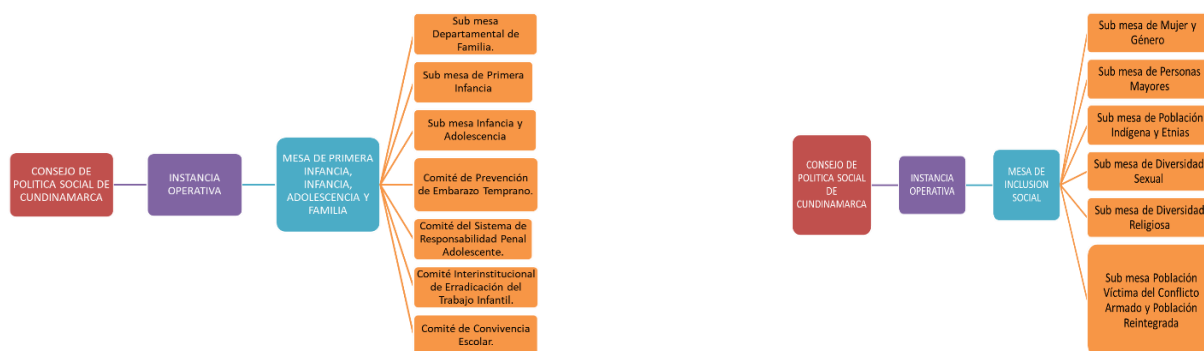 CONSEJO DE
POLITICA SOCIAL DE
CUNDINAMARCA
INSTANCIA
OPERATIVA
MESA DE PRIMERA
INFANCIA,
INFANCIA,
ADOLESCENCIA Y
FAMILIA
Sub mesa
Departamental de
Familia.
Sub mesa de Primera
Infancia
Sub mesa Infancia y
Adolescencia
Comité de Prevención
de Embarazo Temprano.
Comité del Sistema de
Responsabilidad Penal
Adolescente.
Comité Interinstitucional
de Erradicación del
Trabajo Infantil.
Comité de Convivencia
Escolar.
CONSEJO DE
POLITICA SOCIAL
DE
CUNDINAMARCA
INSTANCIA
OPERATIVA
MESA DE
INCLUSION
SOCIAL
Sub mesa de Mujer y
Género
Sub mesa de Personas
Mayores
Sub mesa de Población
Indígena y Etnias
Sub mesa de Diversidad
Sexual
Sub mesa de Diversidad
Religiosa
Sub mesa Población
Víctima del Conflicto
Armado y Población
Reintegrada